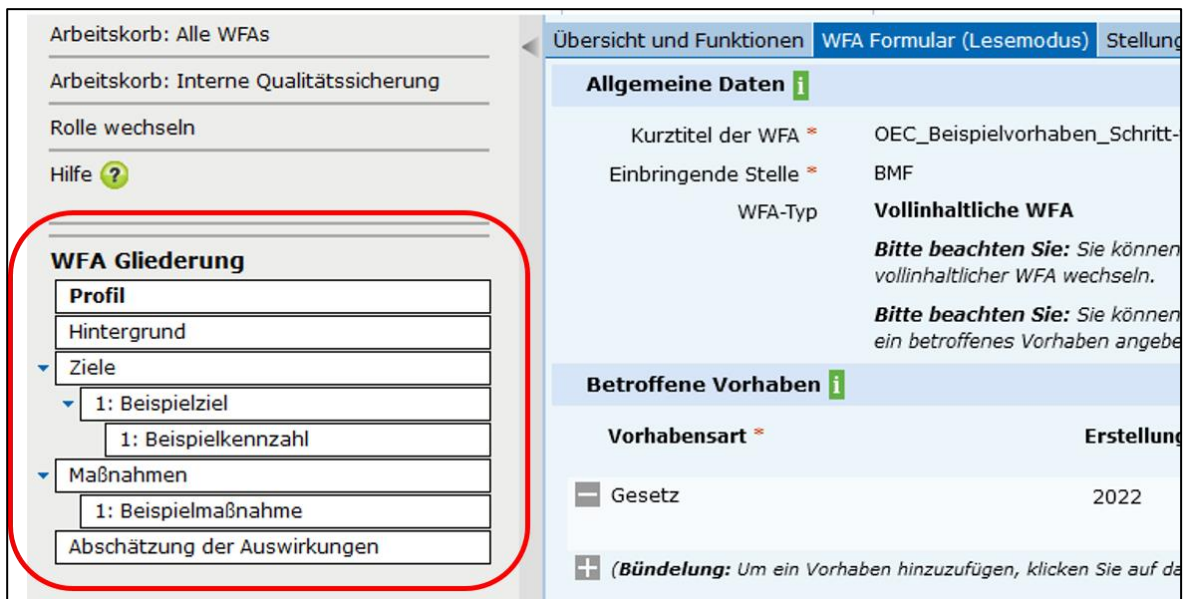 Arbeitskorb: Alle WFAs
Arbeitskorb: Interne Qualitätssicherung
Rolle wechseln
Hilfe ?
WFA Gliederung
Profil
Hintergrund
Ziele
1: Beispielziel
1: Beispielkennzahl
Maßnahmen
1: Beispielmaßnahme
Abschätzung der Auswirkungen
Übersicht und Funktionen WFA Formular (Lesemodus) Stellung
Allgemeine Daten i
Kurztitel der WFA * OEC_Beispielvorhaben_Schritt-
Einbringende Stelle * BMF
WFA-Typ Vollinhaltliche WFA
Bitte beachten Sie: Sie können
vollinhaltlicher WFA wechseln.
Bitte beachten Sie: Sie können
ein betroffenes Vorhaben angebe
Betroffene Vorhaben i
Vorhabensart * Erstellung
Gesetz 2022
(Bündelung: Um ein Vorhaben hinzuzufügen, klicken Sie auf da